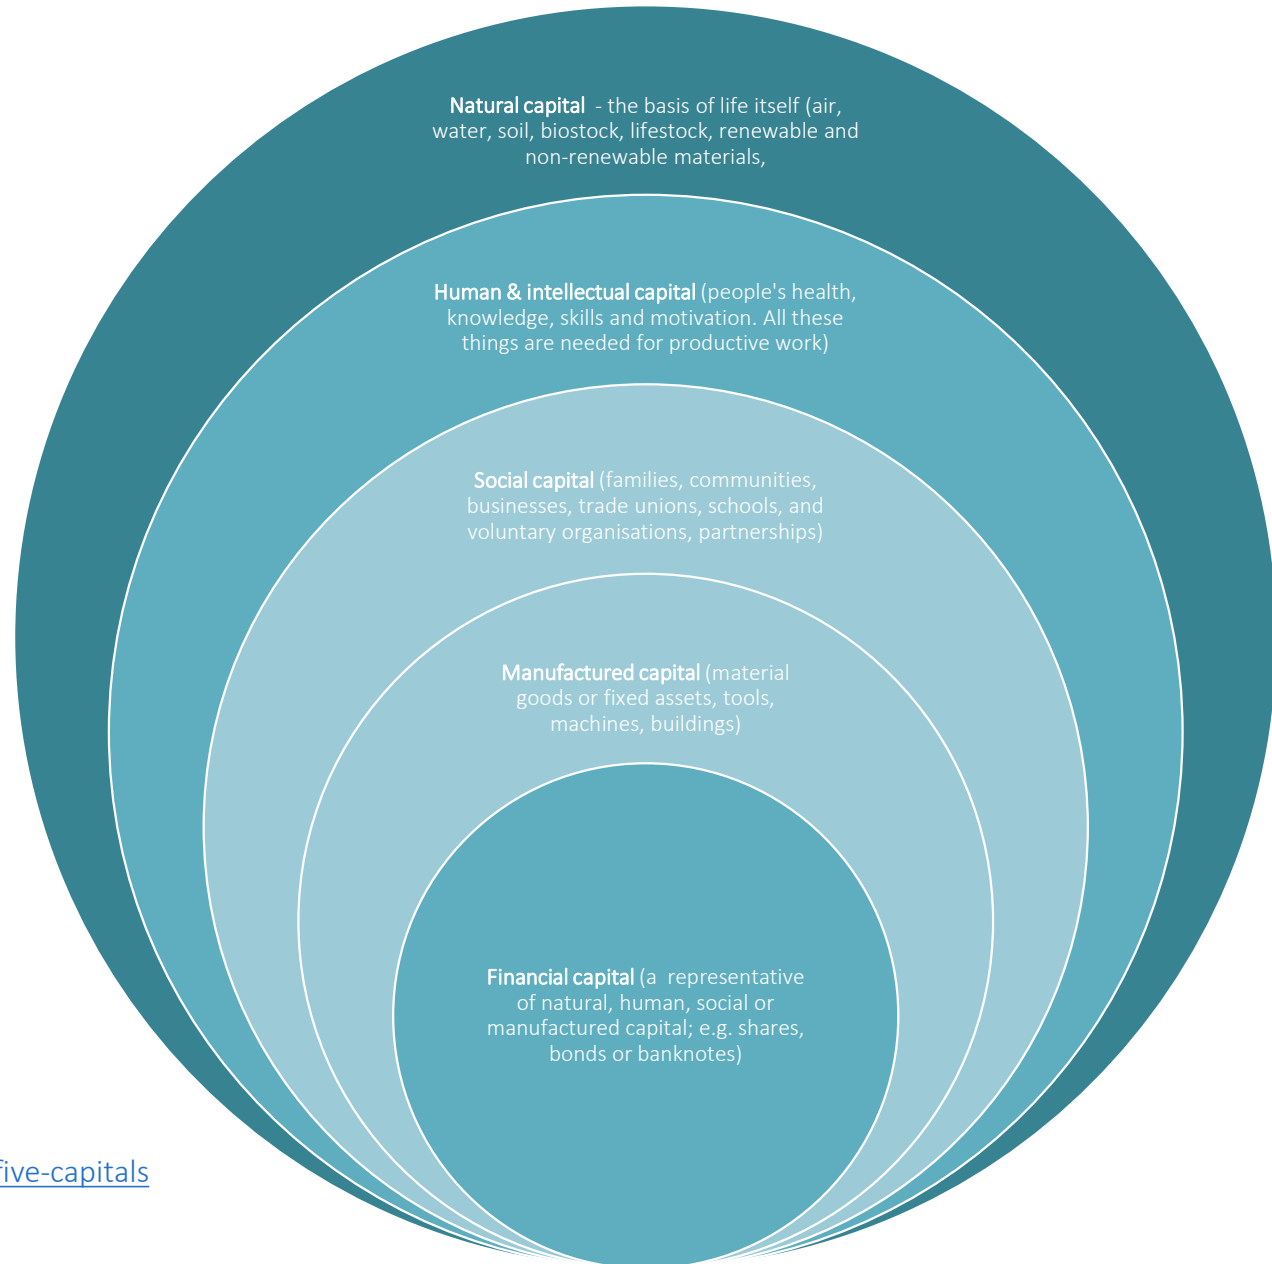 Natural capital - the basis of life itself (air,
water, soil, biostock, lifestock, renewable and
non-renewable materials,
Human & intellectual capital (people's health,
knowledge, skills and motivation. All these
things are needed for productive work)
Social capital (families, communities,
businesses, trade unions, schools, and
voluntary organisations, partnerships)
Manufactured capital (material
goods or fixed assets, tools,
machines, buildings)
Financial capital (a representative
of natural, human, social or
manufactured capital; e.g. shares,
bonds or banknotes)
five-capitals